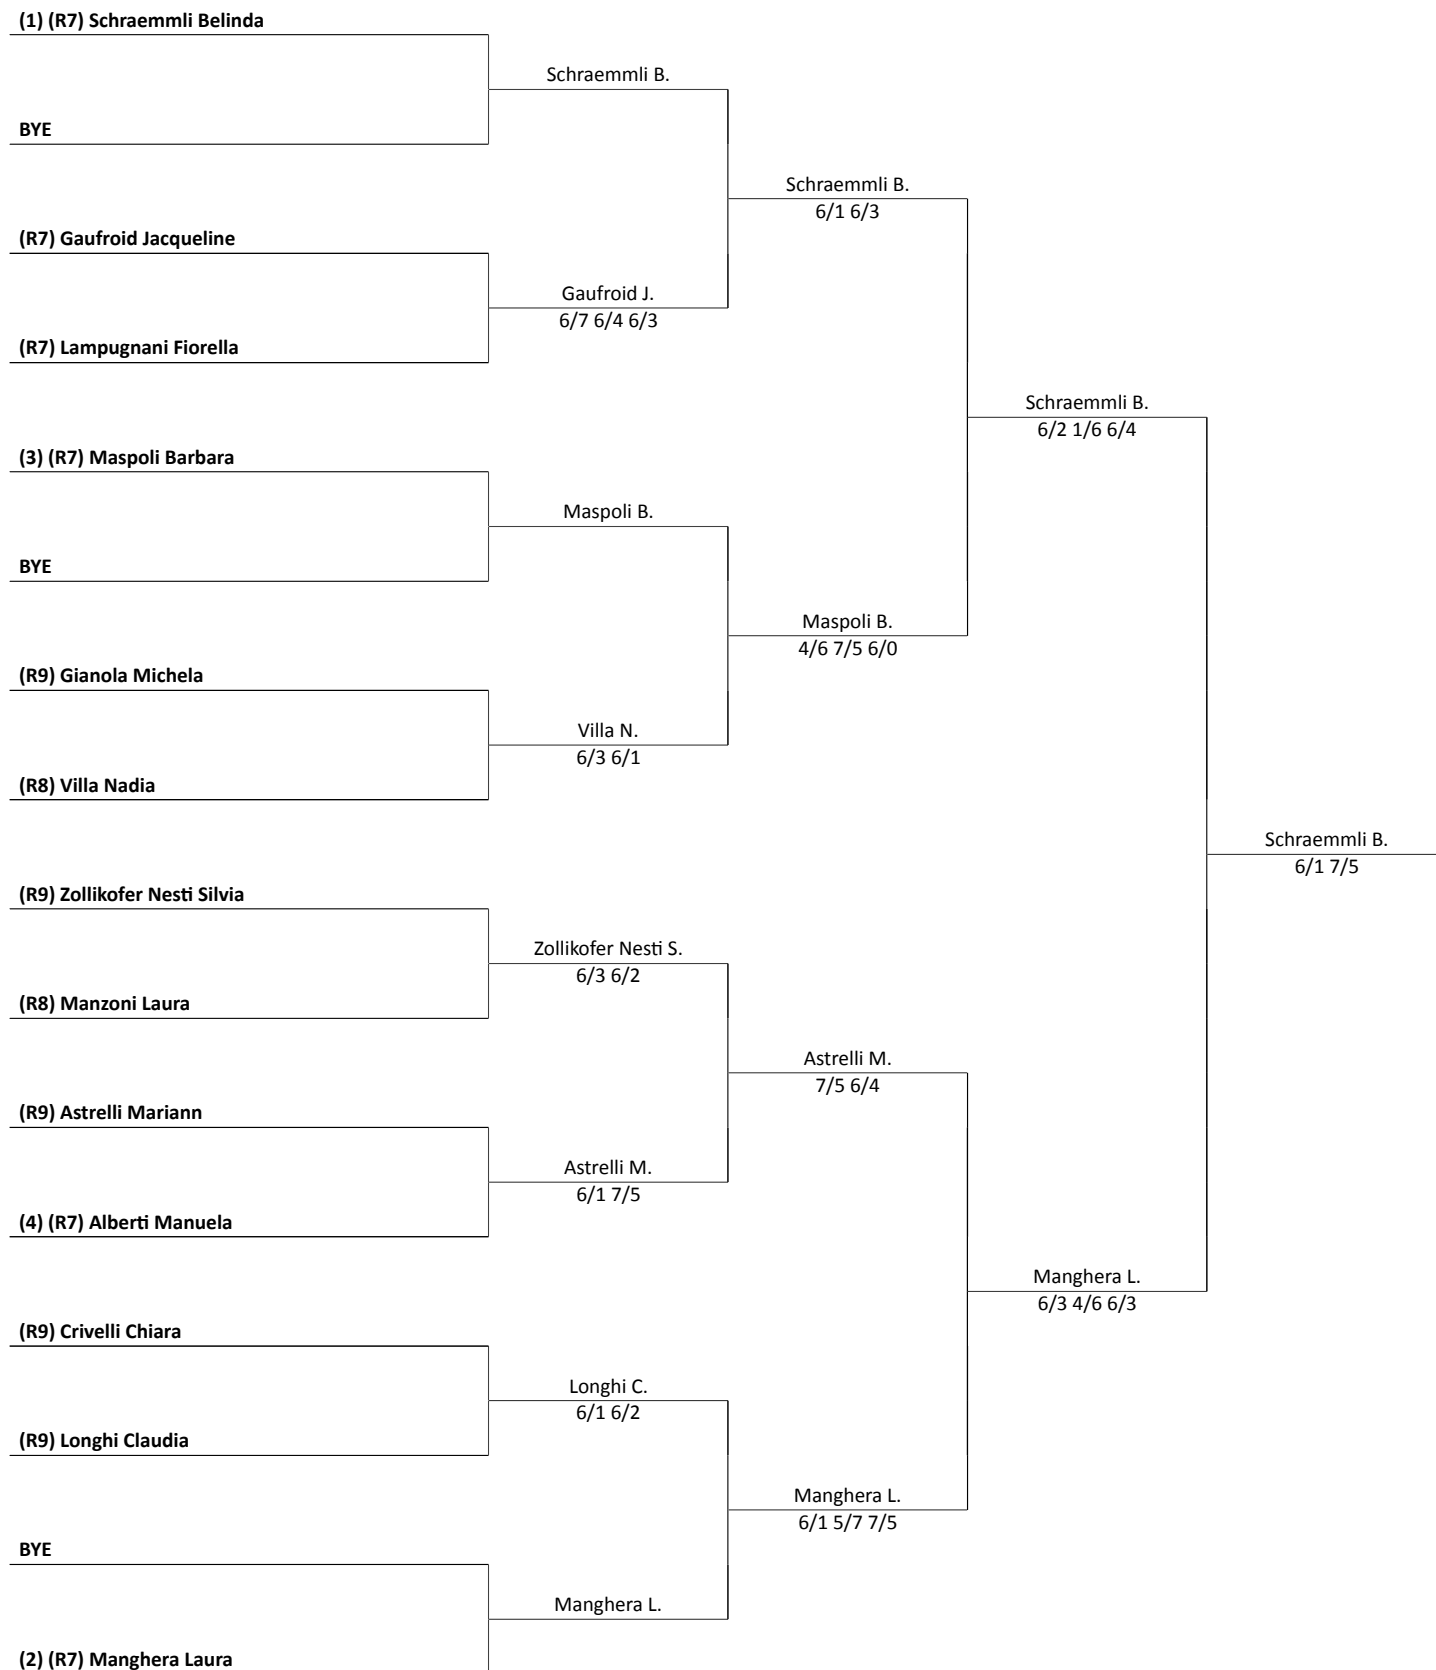 (1) (R7) Schraemmli Belinda
Schraemmli B.
BYE
Schraemmli B.
6/1 6/3
(R7) Gaufroid Jacqueline
Gaufroid J.
6/7 6/4 6/3
(R7) Lampugnani Fiorella
Schraemmli B.
6/2 1/6 6/4
(3) (R7) Maspoli Barbara
Maspoli B.
BYE
Maspoli B.
4/6 7/5 6/0
(R9) Gianola Michela
Villa N.
6/3 6/1
(R8) Villa Nadia
Schraemmli B.
6/1 7/5
(R9) Zollikofer Nesti Silvia
Zollikofer Nesti S.
6/3 6/2
(R8) Manzoni Laura
Astrelli M.
7/5 6/4
(R9) Astrelli Mariann
Astrelli M.
6/1 7/5
(4) (R7) Alberti Manuela
Manghera L.
6/3 4/6 6/3
(R9) Crivelli Chiara
Longhi C.
6/1 6/2
(R9) Longhi Claudia
Manghera L.
6/1 5/7 7/5
BYE
Manghera L.
(2) (R7) Manghera Laura